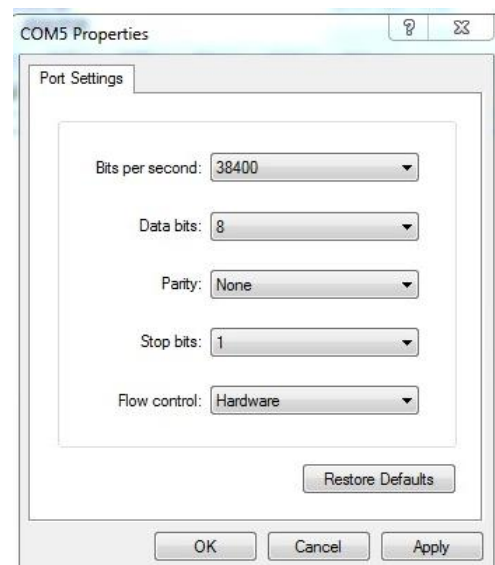 COM5 Properties
Port Settings
Bits per second: 38400
Data bits: 8
Parity: None
Stop bits: 1
Flow control: Hardware
Restore Defaults
OK Cancel Apply